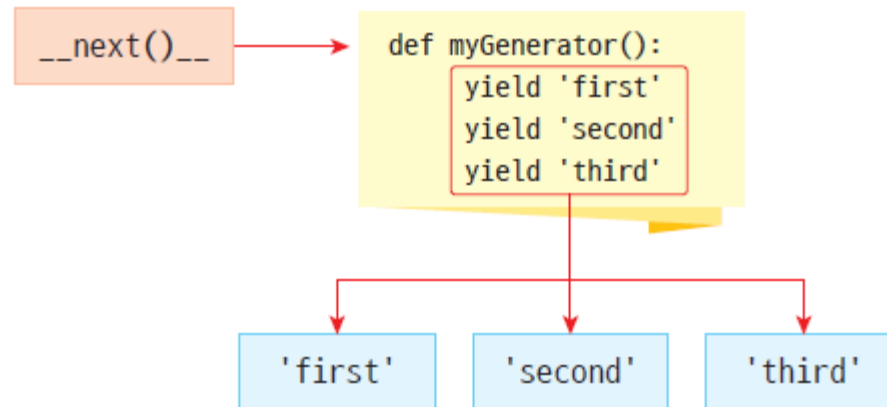 __next()__
def myGenerator():
yield 'first'
yield 'second'
yield 'third'
'first'
'second'
'third'